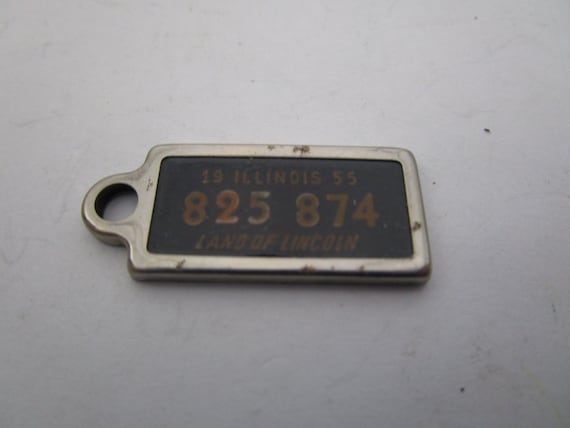 19 ILLINOIS 55
825 874
LAND OF LINCOLN